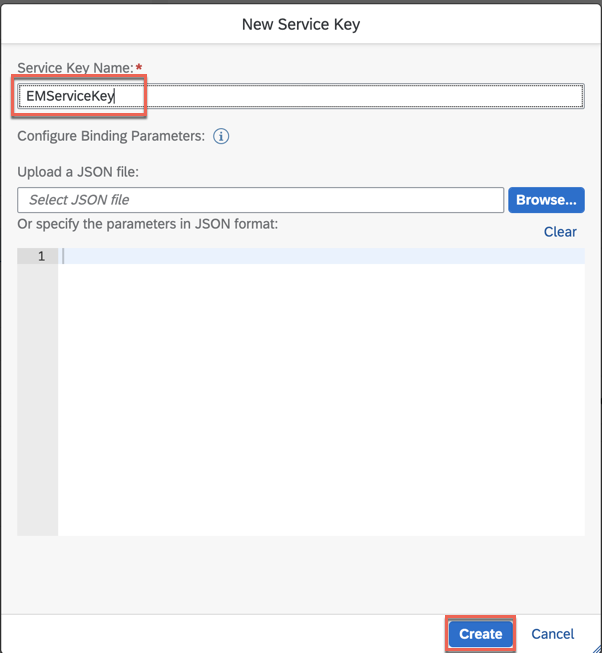 New Service Key
Service Key Name:*
EMServiceKey
Configure Binding Parameters: i
Upload a JSON file:
Select JSON file Browse...
Or specify the parameters in JSON format:
Clear
1
Create Cancel